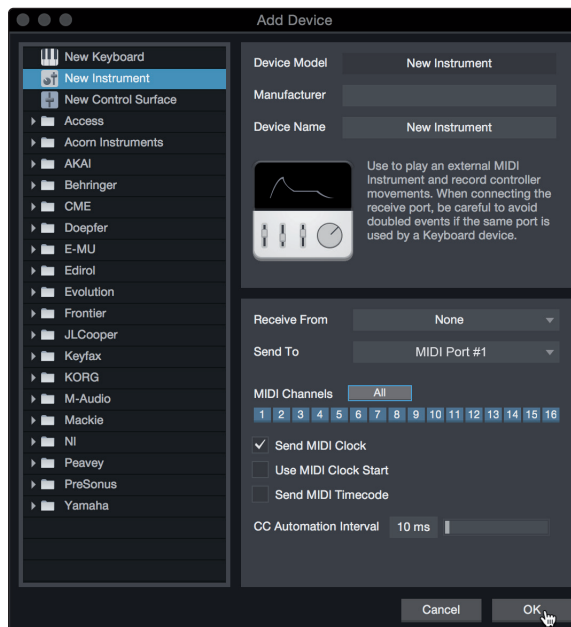 Add Device
New Keyboard
New Instrument
New Control Surface
Access
Acorn Instruments
AKAI
Behringer
CME
Doepfer
E-MU
Edirol
Evolution
Frontier
JLCooper
Keyfax
KORG
M-Audio
Mackie
NI
Peavey
PreSonus
Yamaha
Device Model New Instrument
Manufacturer
Device Name New Instrument
Use to play an external MIDI
Instrument and record controller
movements. When connecting the
receive port, be careful to avoid
doubled events if the same port is
used by a Keyboard device.
Receive From None
Send To MIDI Port #1
MIDI Channels All
1 2 3 4 5 6 7 8 9 10 11 12 13 14 15 16
Send MIDI Clock
Use MIDI Clock Start
Send MIDI Timecode
CC Automation Interval 10 ms
Cancel OK